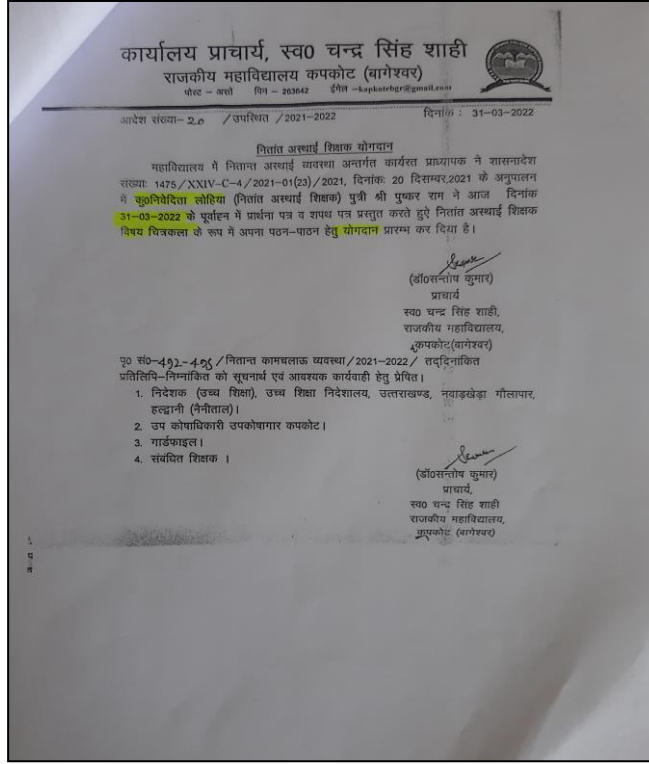 कार्यालय प्राचार्य, स्व0 चन्द्र सिंह शाही
राजकीय महाविद्यालय कपकोट (बागेश्वर)
पोस्ट – असों पिन – 263642 ईमेल –kapkotebgr@gmail.com
आदेश संख्या–20 /उपस्थित /2021–2022 दिनांक : 31–03–2022
नितांत अस्थाई शिक्षक योगदान
महाविद्यालय में नितान्त अस्थाई व्यवस्था अन्तर्गत कार्यरत प्राध्यापक ने शासनादेश
संख्याः 1475/XXIV-C-4/2021-01(23)/2021, दिनांकः 20 दिसम्बर,2021 के अनुपालन
में कु0निवेदिता लोहिया (नितांत अस्थाई शिक्षक) पुत्री श्री पुष्कर राम ने आज दिनांक
31–03–2022 के पूर्वाह्न में प्रार्थना पत्र व शपथ पत्र प्रस्तुत करते हुऐ नितांत अस्थाई शिक्षक
विषय चित्रकला के रूप में अपना पठन–पाठन हेतु योगदान प्रारम्भ कर दिया है।
(डॉ0सन्तोष कुमार)
प्राचार्य
स्व0 चन्द्र सिंह शाही,
राजकीय महाविद्यालय,
कपकोट(बागेश्वर)
पृ0 सं0–492-495/नितान्त कामचलाऊ व्यवस्था/2021–2022/ तद्दिनांकित
प्रतिलिपि–निम्नांकित को सूचनार्थ एवं आवश्यक कार्यवाही हेतु प्रेषित।
1. निदेशक (उच्च शिक्षा), उच्च शिक्षा निदेशालय, उत्तराखण्ड, नवाड़खेड़ा गौलापार,
हल्द्वानी (नैनीताल)।
2. उप कोषाधिकारी उपकोषागार कपकोट।
3. गार्डफाइल।
4. संबंधित शिक्षक ।
(डॉ0सन्तोष कुमार)
प्राचार्य,
स्व0 चन्द्र सिंह शाही
राजकीय महाविद्यालय,
कपकोट (बागेश्वर)